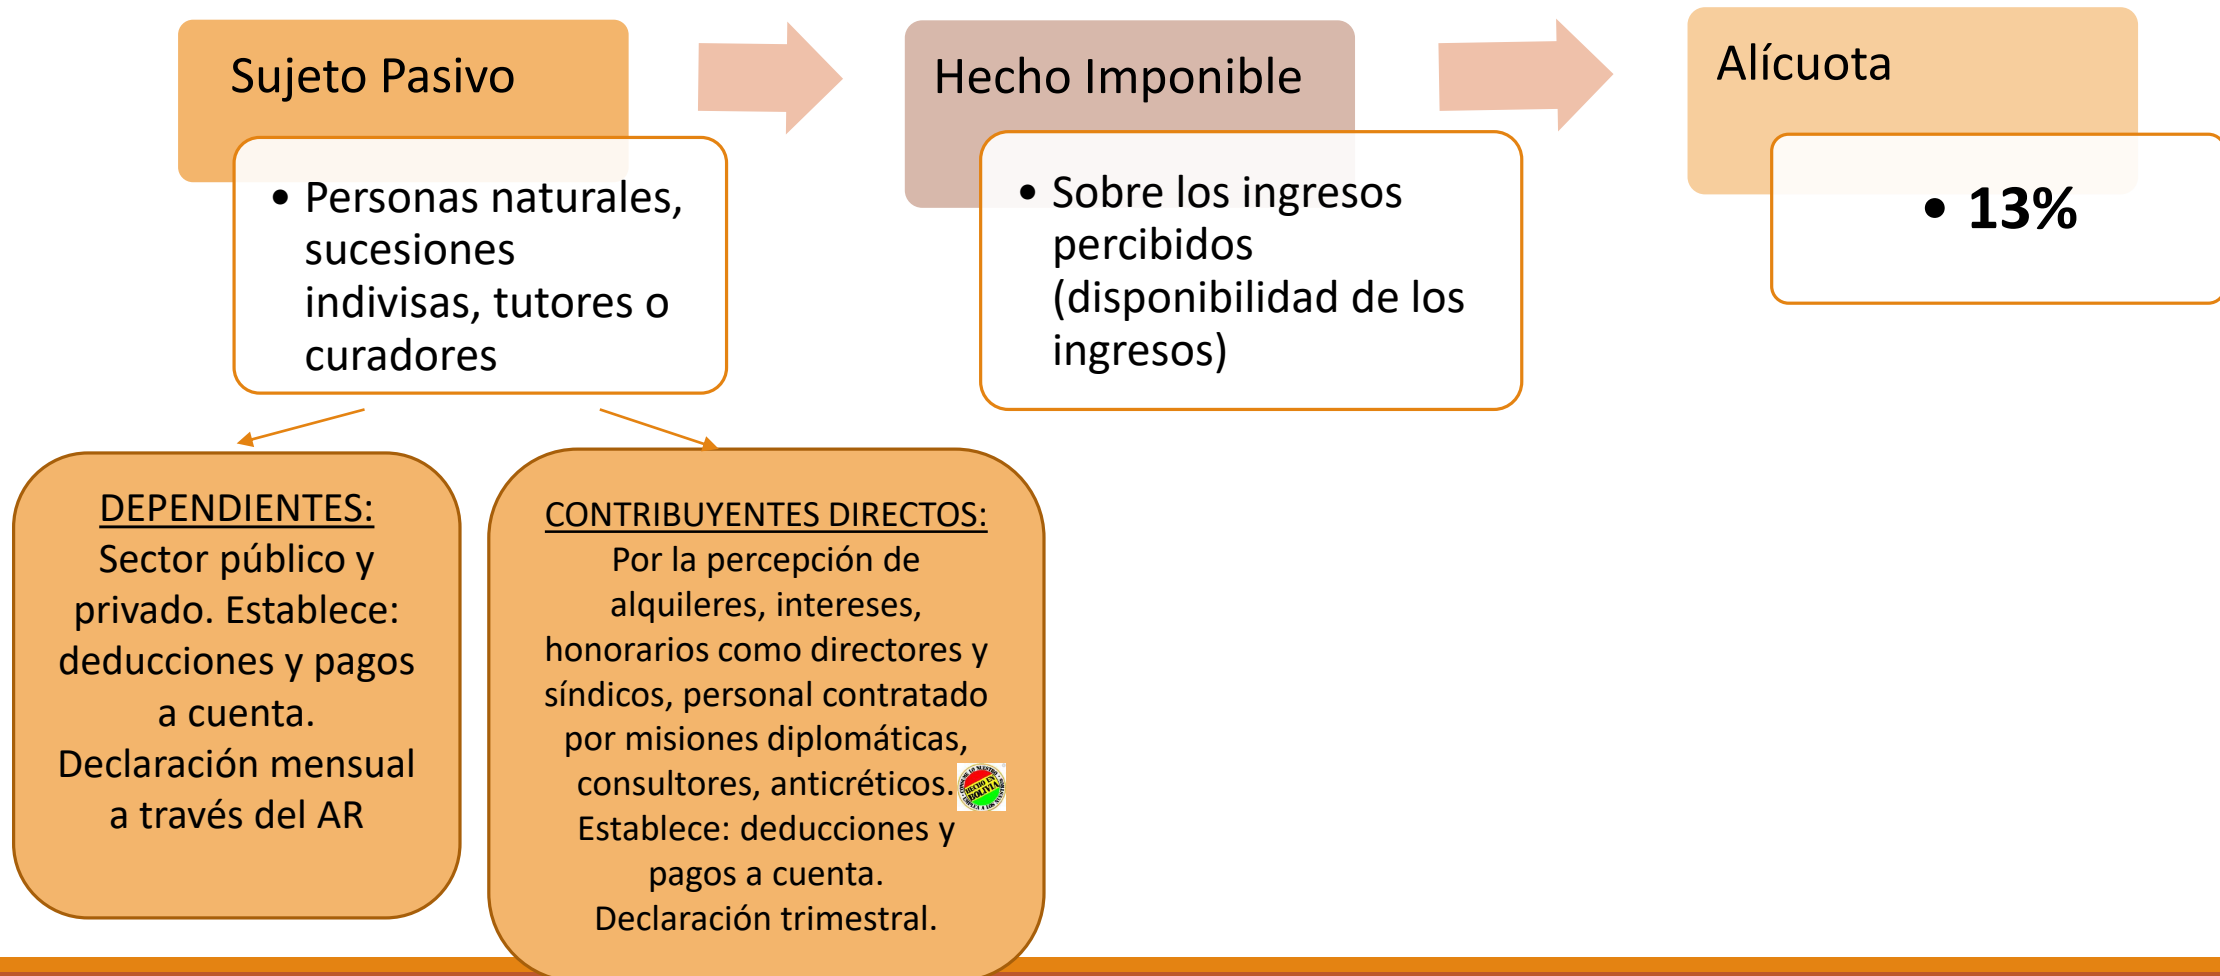 Sujeto Pasivo
• Personas naturales,
sucesiones
indivisas, tutores o
curadores
Hecho Imponible
• Sobre los ingresos
percibidos
(disponibilidad de los
ingresos)
Alícuota
• 13%
DEPENDIENTES:
Sector público y
privado. Establece:
deducciones y pagos
a cuenta.
Declaración mensual
a través del AR
CONTRIBUYENTES DIRECTOS:
Por la percepción de
alquileres, intereses,
honorarios como directores y
síndicos, personal contratado
por misiones diplomáticas,
consultores, anticréticos.
Establece: deducciones y
pagos a cuenta.
Declaración trimestral.
HECHO EN
BOLIVIA